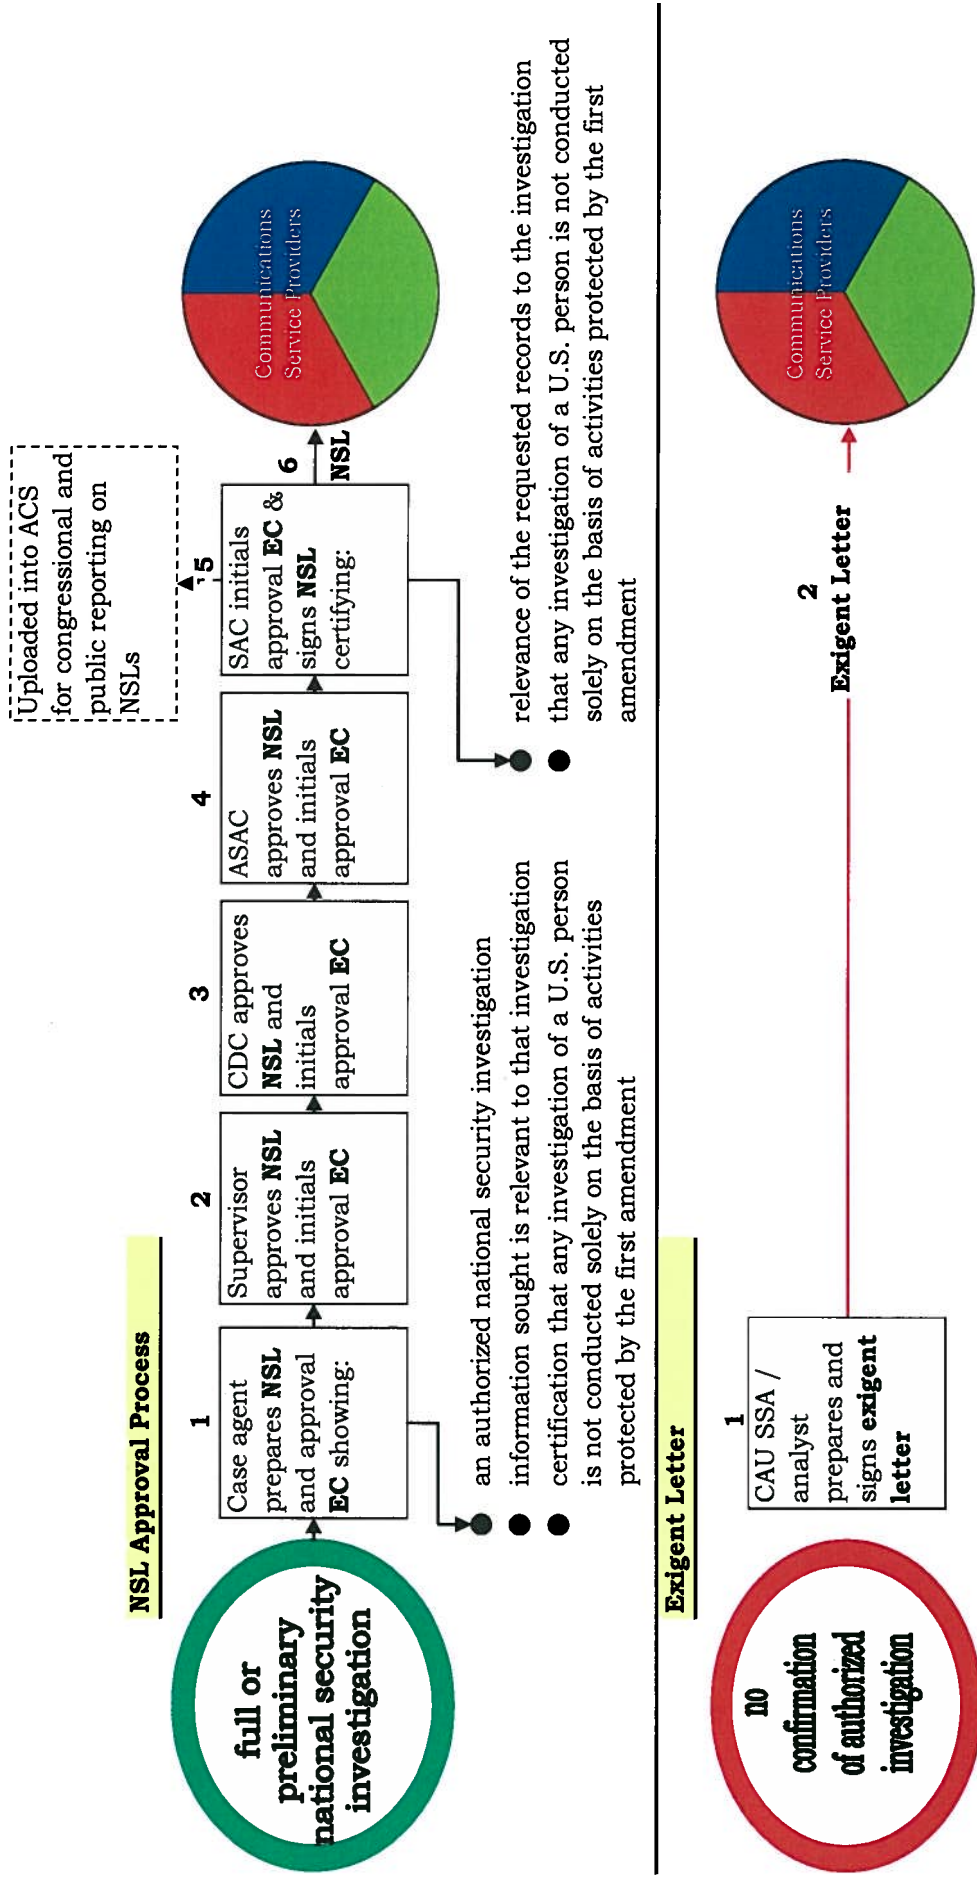 NSL Approval Process
full or
preliminary
national security
investigation
1
Case agent
prepares NSL
and approval
EC showing:
an authorized national security investigation
information sought is relevant to that investigation
certification that any investigation of a U.S. person
is not conducted solely on the basis of activities
protected by the first amendment
2
Supervisor
approves NSL
and initials
approval EC
3
CDC approves
NSL and
initials
approval EC
4
ASAC
approves NSL
and initials
approval EC
5
SAC initials
approval EC &
signs NSL
certifying:
relevance of the requested records to the investigation
that any investigation of a U.S. person is not conducted
solely on the basis of activities protected by the first
amendment
Uploaded into ACS
for congressional and
public reporting on
NSLs
6
NSL
Communications
Service Providers
Exigent Letter
no
confirmation
of authorized
investigation
1
CAU SSA /
analyst
prepares and
signs exigent
letter
2
Exigent Letter
Communications
Service Providers